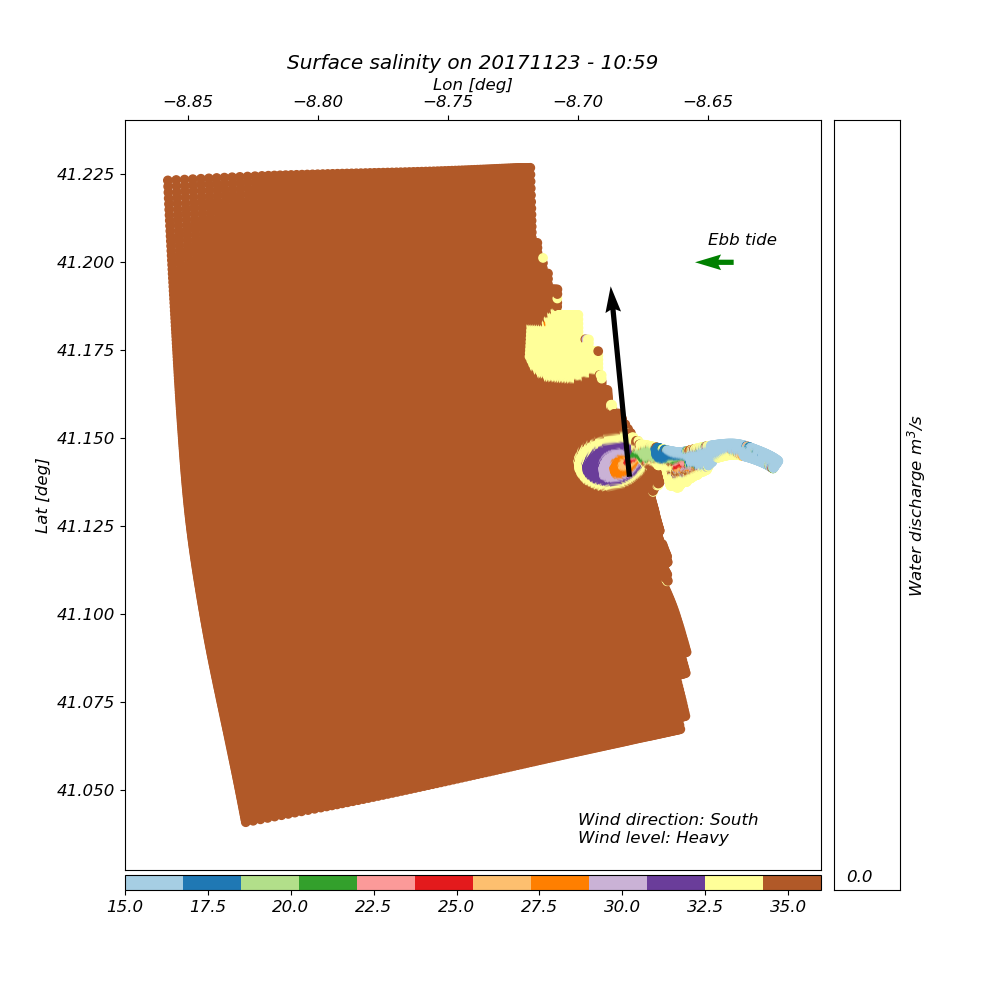 Surface salinity on 20171123 - 10:59
Lon [deg]
−8.85 −8.80 −8.75 −8.70 −8.65
41.225
41.200
41.175
41.150
41.125
41.100
41.075
41.050
Lat [deg]
Ebb tide
Wind direction: South
Wind level: Heavy
15.0 17.5 20.0 22.5 25.0 27.5 30.0 32.5 35.0
0.0
Water discharge m³/s